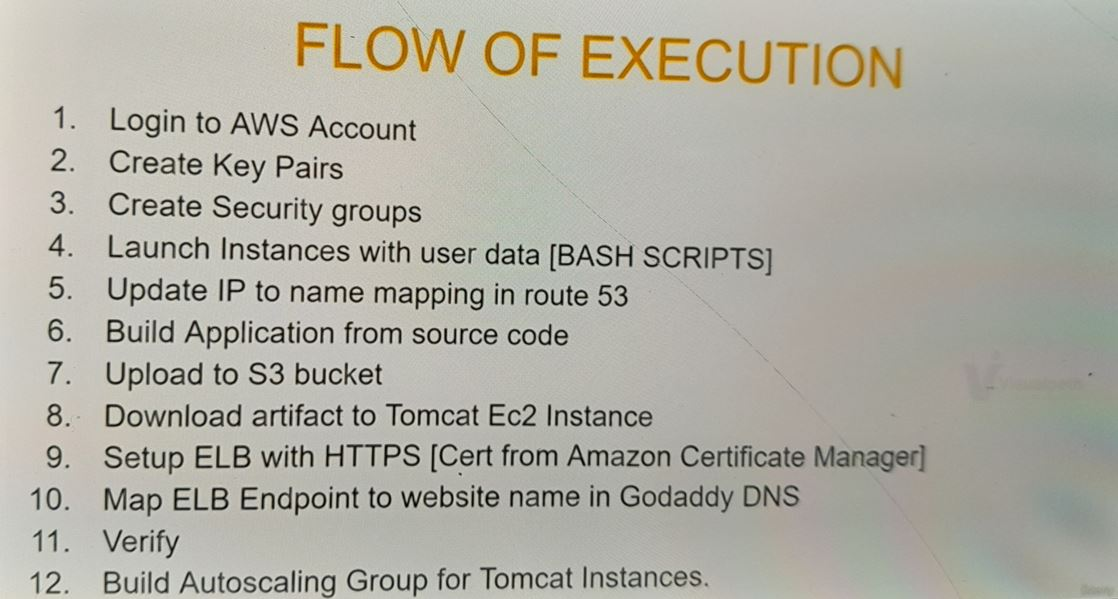 FLOW OF EXECUTION
1. Login to AWS Account
2. Create Key Pairs
3. Create Security groups
4. Launch Instances with user data [BASH SCRIPTS]
5. Update IP to name mapping in route 53
6. Build Application from source code
7. Upload to S3 bucket
8. Download artifact to Tomcat Ec2 Instance
9. Setup ELB with HTTPS [Cert from Amazon Certificate Manager]
10. Map ELB Endpoint to website name in Godaddy DNS
11. Verify
12. Build Autoscaling Group for Tomcat Instances.